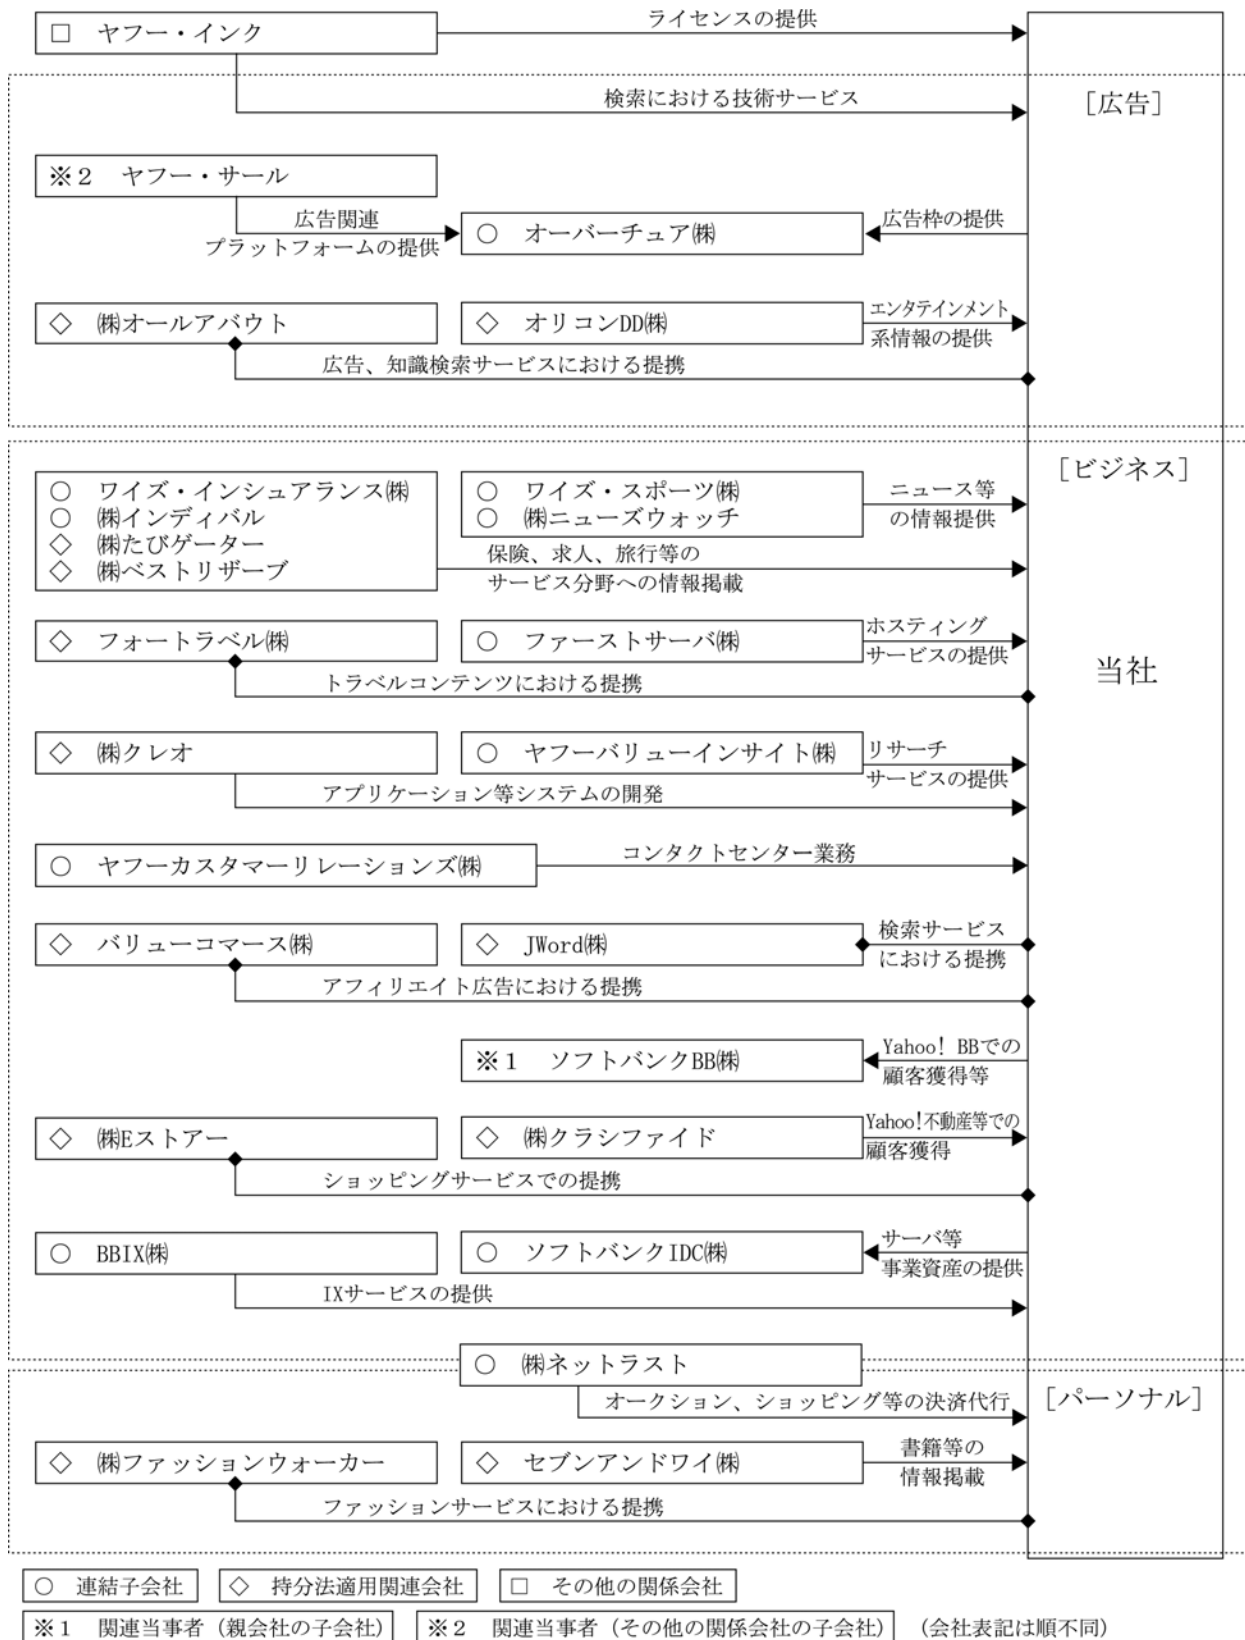 □ ヤフー・インク
ライセンスの提供
検索における技術サービス
［広告］
※２ ヤフー・サール
広告関連
プラットフォームの提供
○ オーバーチュア㈱
広告枠の提供
◇ ㈱オールアバウト
◇ オリコンDD㈱
エンタテインメント
系情報の提供
広告、知識検索サービスにおける提携
［ビジネス］
○ ワイズ・インシュアランス㈱
○ ㈱インディバル
◇ ㈱たびゲーター
◇ ㈱ベストリザーブ
○ ワイズ・スポーツ㈱
○ ㈱ニューズウォッチ
ニュース等
の情報提供
保険、求人、旅行等の
サービス分野への情報掲載
◇ フォートラベル㈱
○ ファーストサーバ㈱
ホスティング
サービスの提供
当社
トラベルコンテンツにおける提携
◇ ㈱クレオ
○ ヤフーバリューインサイト㈱
リサーチ
サービスの提供
アプリケーション等システムの開発
○ ヤフーカスタマーリレーションズ㈱
コンタクトセンター業務
◇ バリューコマース㈱
◇ JWord㈱
検索サービス
における提携
アフィリエイト広告における提携
※１ ソフトバンクBB㈱
Yahoo! BBでの
顧客獲得等
◇ ㈱Eストアー
◇ ㈱クラシファイド
Yahoo!不動産等での
顧客獲得
ショッピングサービスでの提携
○ BBIX㈱
○ ソフトバンクIDC㈱
サーバ等
事業資産の提供
IXサービスの提供
○ ㈱ネットラスト
オークション、ショッピング等の決済代行
［パーソナル］
◇ ㈱ファッションウォーカー
◇ セブンアンドワイ㈱
書籍等の
情報掲載
ファッションサービスにおける提携
○ 連結子会社
◇ 持分法適用関連会社
□ その他の関係会社
※１ 関連当事者（親会社の子会社）
※２ 関連当事者（その他の関係会社の子会社）
（会社表記は順不同）